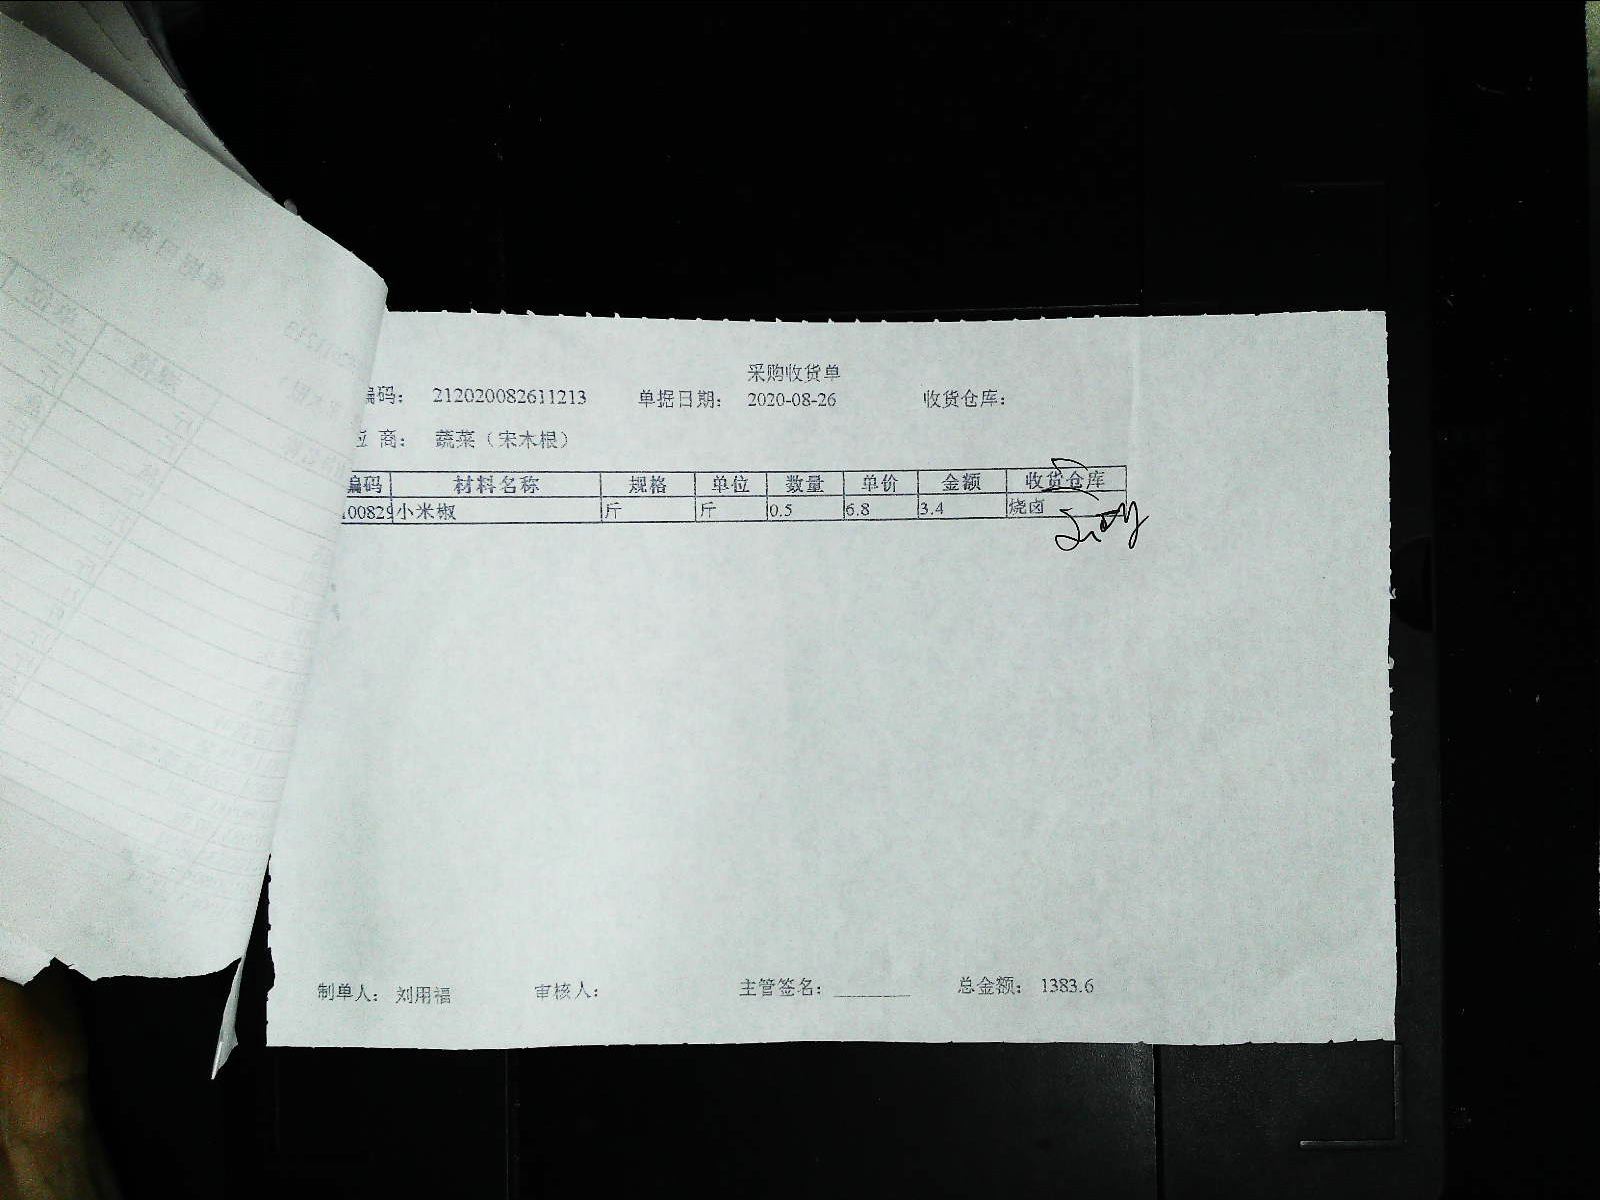 采购收货单
编码： 212020082611213 单据日期： 2020-08-26 收货仓库：
应 商： 蔬菜（宋木根）
编码 材料名称 规格 单位 数量 单价 金额 收货仓库
100829 小米椒 斤 斤 0.5 6.8 3.4 烧卤
制单人： 刘用福 审核人： 主管签名： ________ 总金额： 1383.6